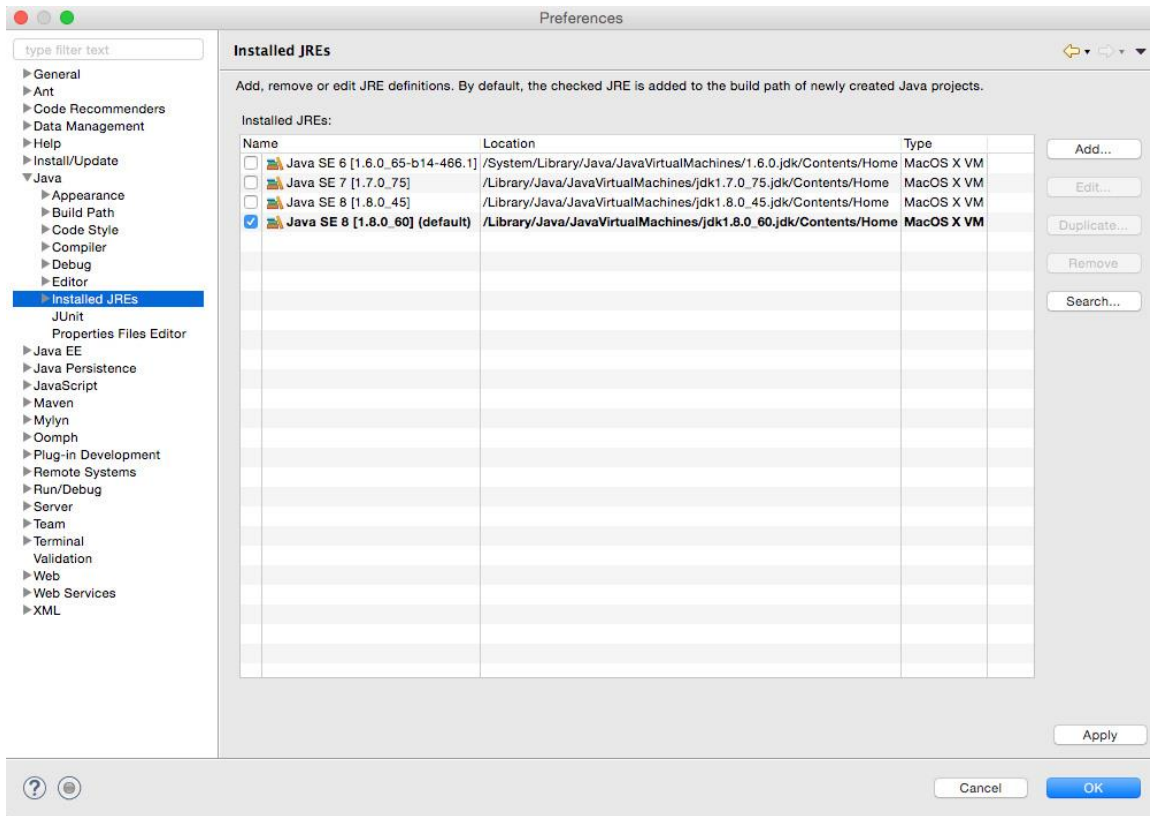 Preferences
type filter text
General
Ant
Code Recommenders
Data Management
Help
Install/Update
Java
Appearance
Build Path
Code Style
Compiler
Debug
Editor
Installed JREs
JUnit
Properties Files Editor
Java EE
Java Persistence
JavaScript
Maven
Mylyn
Oomph
Plug-in Development
Remote Systems
Run/Debug
Server
Team
Terminal
Validation
Web
Web Services
XML
Installed JREs
Add, remove or edit JRE definitions. By default, the checked JRE is added to the build path of newly created Java projects.
Installed JREs:
Name Location Type
Java SE 6 [1.6.0_65-b14-466.1] /System/Library/Java/JavaVirtualMachines/1.6.0.jdk/Contents/Home MacOS X VM
Java SE 7 [1.7.0_75] /Library/Java/JavaVirtualMachines/jdk1.7.0_75.jdk/Contents/Home MacOS X VM
Java SE 8 [1.8.0_45] /Library/Java/JavaVirtualMachines/jdk1.8.0_45.jdk/Contents/Home MacOS X VM
Java SE 8 [1.8.0_60] (default) /Library/Java/JavaVirtualMachines/jdk1.8.0_60.jdk/Contents/Home MacOS X VM
Add...
Edit...
Duplicate...
Remove
Search...
Apply
?
Cancel
OK